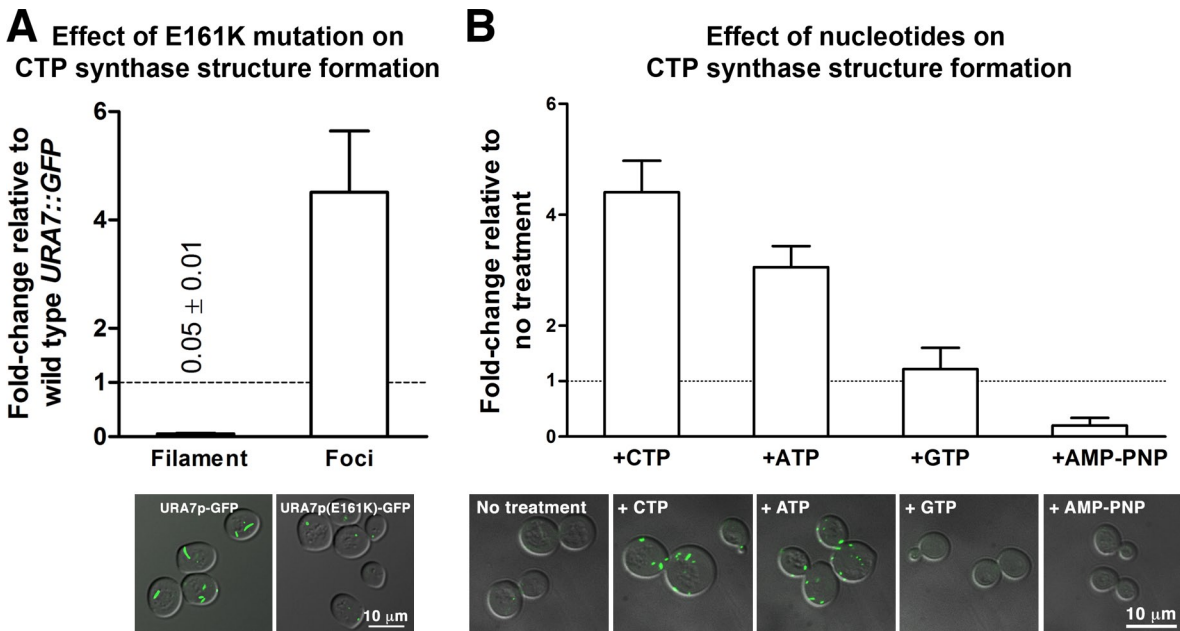 A
Effect of E161K mutation on
CTP synthase structure formation
Fold-change relative to
wild type URA7::GFP
6
4
2
1
0
0.05 ± 0.01
Filament
Foci
URA7p-GFP
URA7p(E161K)-GFP
10 μm
B
Effect of nucleotides on
CTP synthase structure formation
Fold-change relative to
no treatment
6
4
2
1
0
+CTP
+ATP
+GTP
+AMP-PNP
No treatment
+ CTP
+ ATP
+ GTP
+ AMP-PNP
10 μm